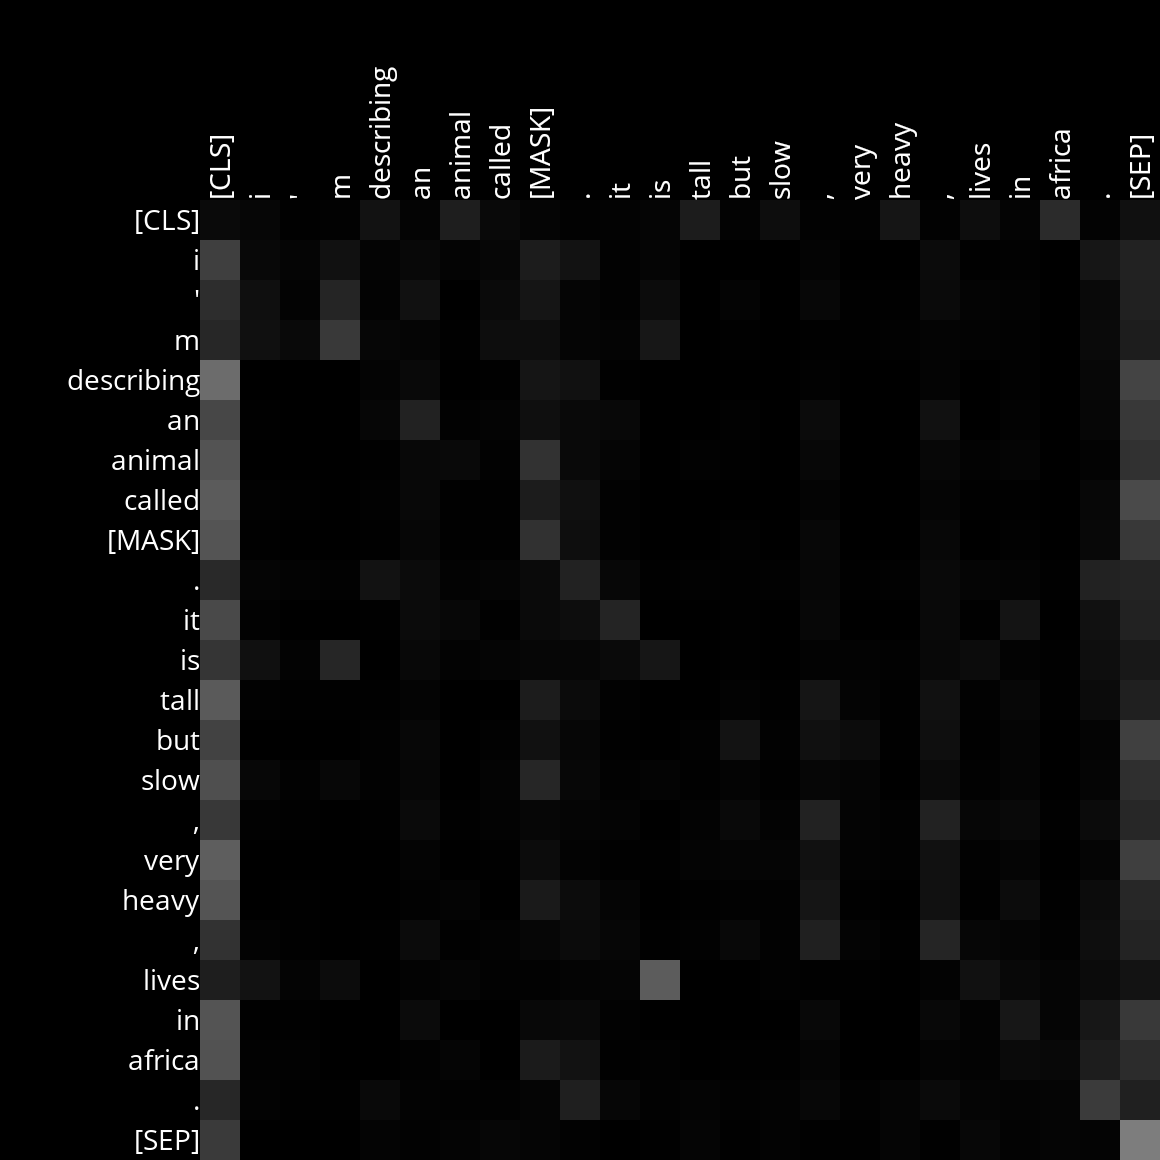 [CLS] i ' m describing an animal called [MASK] . it is tall but slow , very heavy , lives in africa . [SEP]
[CLS]
i
'
m
describing
an
animal
called
[MASK]
.
it
is
tall
but
slow
,
very
heavy
,
lives
in
africa
.
[SEP]